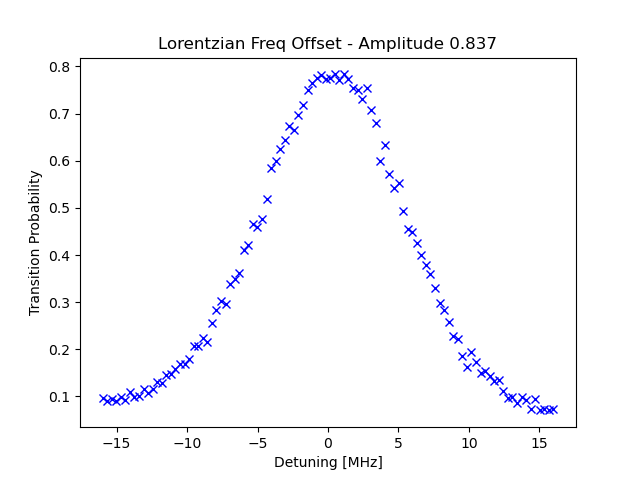 Lorentzian Freq Offset - Amplitude 0.837
0.8
0.7
0.6
0.5
0.4
0.3
0.2
0.1
Transition Probability
−15 −10 −5 0 5 10 15
Detuning [MHz]